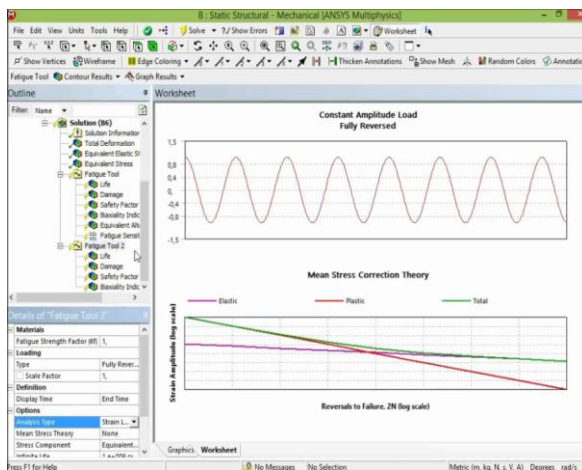 B : Static Structural - Mechanical [ANSYS Multiphysics]
File Edit View Units Tools Help Solve ?/ Show Errors Worksheet
Show Vertices Wireframe Edge Coloring Thicken Annotations Show Mesh Random Colors Annotatio
Fatigue Tool Contour Results Graph Results
Outline
Filter: Name
Solution (B6)
Solution Informatior
Total Deformation
Equivalent Elastic St
Equivalent Stress
Fatigue Tool
Life
Damage
Safety Factor
Biaxiality Indic
Equivalent Alte
Fatigue Sensit
Fatigue Tool 2
Life
Damage
Safety Factor
Biaxiality Indic
Details of "Fatigue Tool 2"
Materials
Fatigue Strength Factor (Kf) 1,
Loading
Type Fully Rever...
Scale Factor 1,
Definition
Display Time End Time
Options
Analysis Type Strain L...
Mean Stress Theory None
Stress Component Equivalent...
Infinite Life
Worksheet
Constant Amplitude Load
Fully Reversed
1,5
0,8
0,4
0,
-0,4
-0,8
-1,5
Mean Stress Correction Theory
Elastic Plastic Total
Strain Amplitude (log scale)
Reversals to Failure, 2N (log scale)
Graphics Worksheet
Press F1 for Help No Messages No Selection Metric (m, kg, N, s, V, A) Degrees rad/s